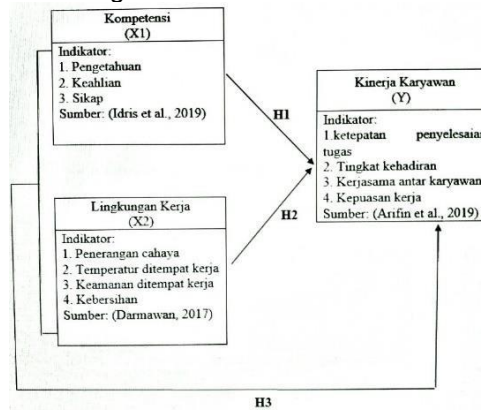 Kompetensi
(X1)
Indikator:
1. Pengetahuan
2. Keahlian
3. Sikap
Sumber: (Idris et al., 2019)
H1
Kinerja Karyawan
(Y)
Indikator:
1.ketepatan penyelesaian
tugas
2. Tingkat kehadiran
3. Kerjasama antar karyawan
4. Kepuasan kerja
Sumber: (Arifin et al., 2019)
H2
Lingkungan Kerja
(X2)
Indikator:
1. Penerangan cahaya
2. Temperatur ditempat kerja
3. Keamanan ditempat kerja
4. Kebersihan
Sumber: (Darmawan, 2017)
H3